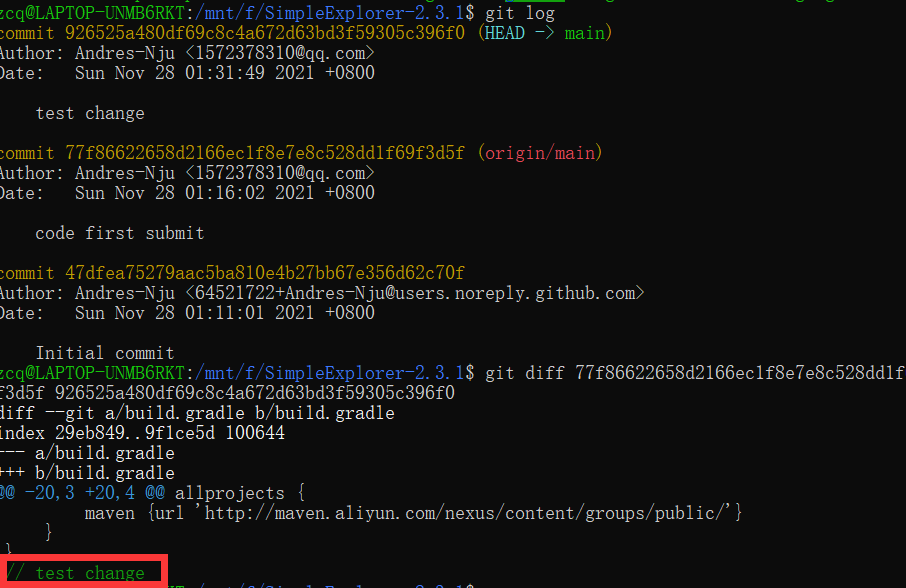 zcq@LAPTOP-UNMB6RKT:/mnt/f/SimpleExplorer-2.3.1$ git log
commit 926525a480df69c8c4a672d63bd3f59305c396f0 (HEAD -> main)
Author: Andres-Nju <1572378310@qq.com>
Date:   Sun Nov 28 01:31:49 2021 +0800
test change
commit 77f86622658d2166ec1f8e7e8c528dd1f69f3d5f (origin/main)
Author: Andres-Nju <1572378310@qq.com>
Date:   Sun Nov 28 01:16:02 2021 +0800
code first submit
commit 47dfea75279aac5ba810e4b27bb67e356d62c70f
Author: Andres-Nju <64521722+Andres-Nju@users.noreply.github.com>
Date:   Sun Nov 28 01:11:01 2021 +0800
Initial commit
zcq@LAPTOP-UNMB6RKT:/mnt/f/SimpleExplorer-2.3.1$ git diff 77f86622658d2166ec1f8e7e8c528dd1f
f3d5f 926525a480df69c8c4a672d63bd3f59305c396f0
diff --git a/build.gradle b/build.gradle
index 29eb849..9f1ce5d 100644
--- a/build.gradle
+++ b/build.gradle
@@ -20,3 +20,4 @@ allprojects {
maven {url 'http://maven.aliyun.com/nexus/content/groups/public/'}
}
}
// test change